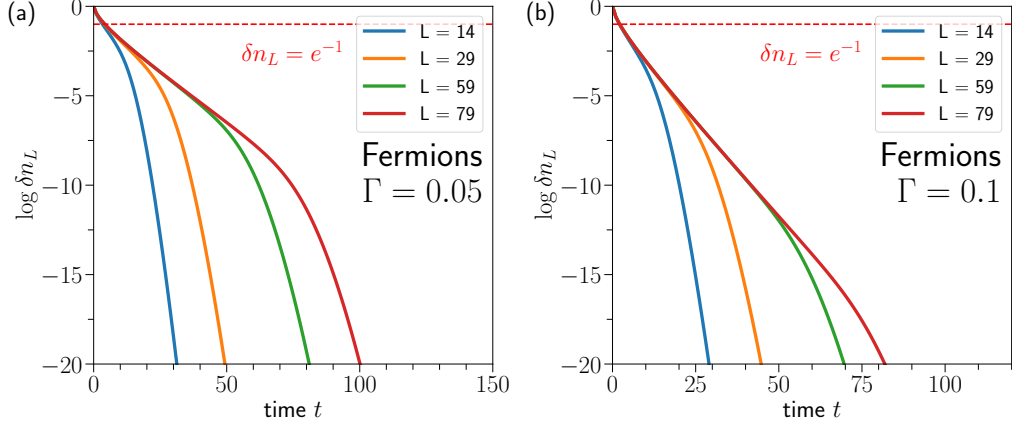 (a)
0
−5
−10
−15
−20
log δn_L
δn_L = e^{−1}
L = 14
L = 29
L = 59
L = 79
Fermions
Γ = 0.05
0
50
100
150
time t
(b)
0
−5
−10
−15
−20
log δn_L
δn_L = e^{−1}
L = 14
L = 29
L = 59
L = 79
Fermions
Γ = 0.1
0
25
50
75
100
time t